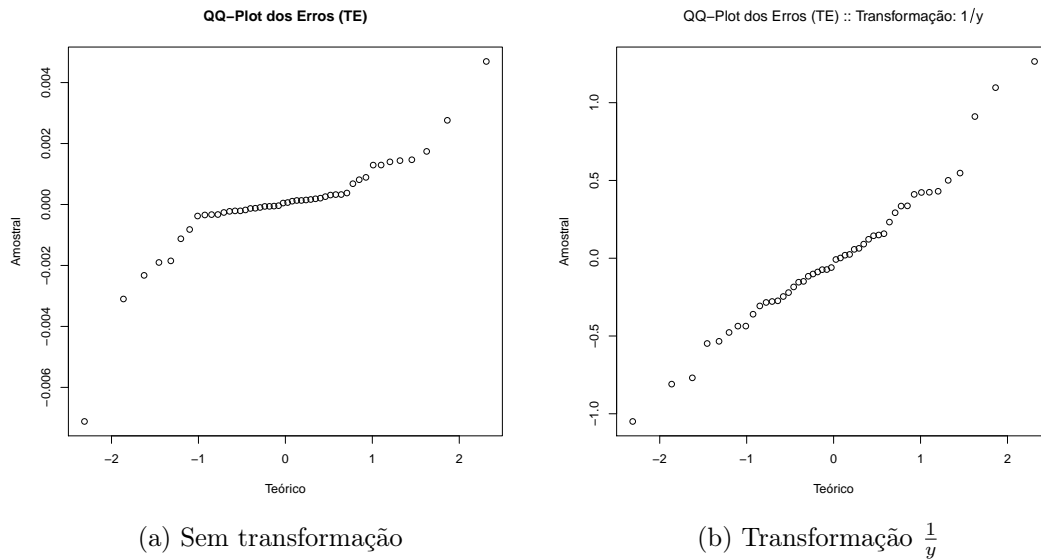 QQ−Plot dos Erros (TE)
0.004
0.002
0.000
−0.002
−0.004
−0.006
Amostral
−2 −1 0 1 2
Teórico
(a) Sem transformação
QQ−Plot dos Erros (TE) :: Transformação: 1/y
1.0
0.5
0.0
−0.5
−1.0
Amostral
−2 −1 0 1 2
Teórico
(b) Transformação 1/y